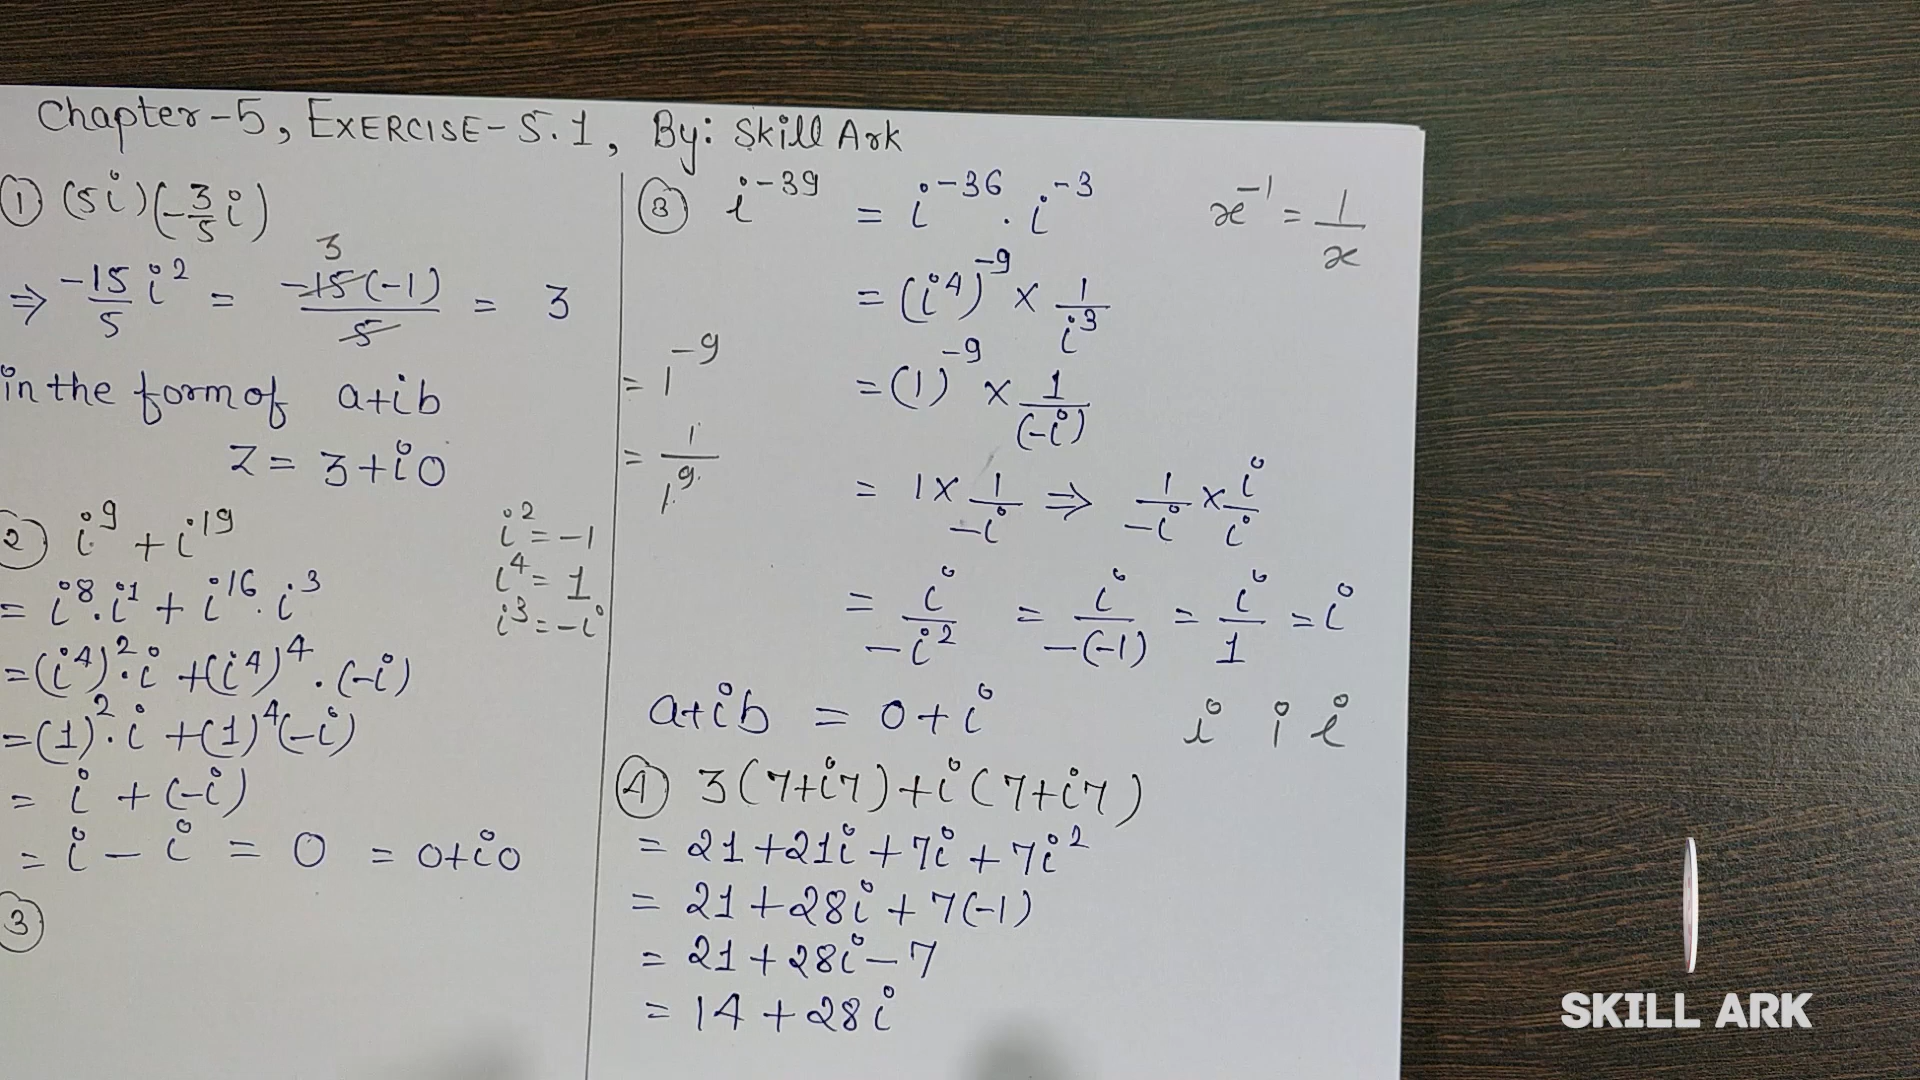 Chapter-5, EXERCISE-5.1, By: Skill Ark
① (5i)(-3/5 i)
⇒ -15/5 i² = -15(-1)/5 = 3
3
in the form of a+ib
z = 3+i0
② i⁹ + i¹⁹
= i⁸.i¹ + i¹⁶.i³
= (i⁴)².i + (i⁴)⁴.(-i)
= (1)².i + (1)⁴(-i)
= i + (-i)
= i - i = 0 = 0+i0
i² = -1
i⁴ = 1
i³ = -i
③
③ i⁻³⁹ = i⁻³⁶ . i⁻³
= (i⁴)⁻⁹ × 1/i³
= (1)⁻⁹ × 1/(-i)
= 1 × 1/-i ⇒ 1/-i × i/i
= i/-i² = i/-(-1) = i/1 = i
x⁻¹ = 1/x
= 1⁻⁹
= 1/1⁹
a+ib = 0+i
i i i
④ 3(7+i7)+i(7+i7)
= 21+21i+7i+7i²
= 21+28i+7(-1)
= 21+28i-7
= 14+28i
SKILL ARK